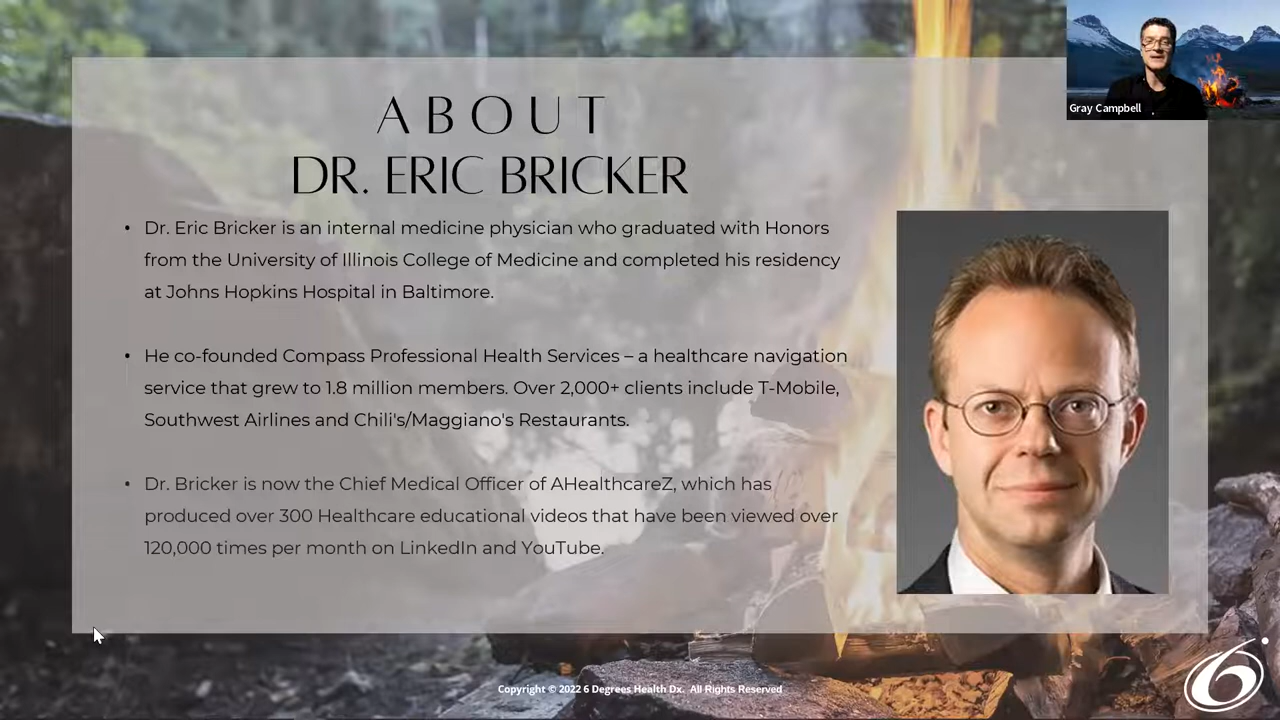 Gray Campbell
ABOUT
DR. ERIC BRICKER
• Dr. Eric Bricker is an internal medicine physician who graduated with Honors
from the University of Illinois College of Medicine and completed his residency
at Johns Hopkins Hospital in Baltimore.
• He co-founded Compass Professional Health Services – a healthcare navigation
service that grew to 1.8 million members. Over 2,000+ clients include T-Mobile,
Southwest Airlines and Chili's/Maggiano's Restaurants.
• Dr. Bricker is now the Chief Medical Officer of AHealthcareZ, which has
produced over 300 Healthcare educational videos that have been viewed over
120,000 times per month on LinkedIn and YouTube.
Copyright © 2022 6 Degrees Health Dx. All Rights Reserved
6